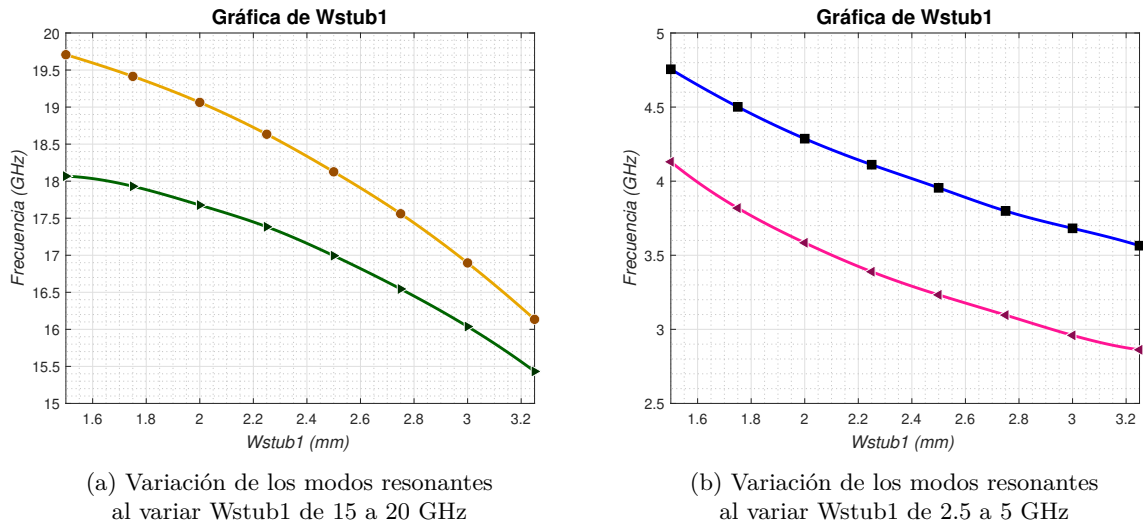 Gráfica de Wstub1
20
19.5
19
18.5
18
17.5
17
16.5
16
15.5
15
Frecuencia (GHz)
1.6 1.8 2 2.2 2.4 2.6 2.8 3 3.2
Wstub1 (mm)
(a) Variación de los modos resonantes
al variar Wstub1 de 15 a 20 GHz
Gráfica de Wstub1
5
4.5
4
3.5
3
2.5
Frecuencia (GHz)
1.6 1.8 2 2.2 2.4 2.6 2.8 3 3.2
Wstub1 (mm)
(b) Variación de los modos resonantes
al variar Wstub1 de 2.5 a 5 GHz